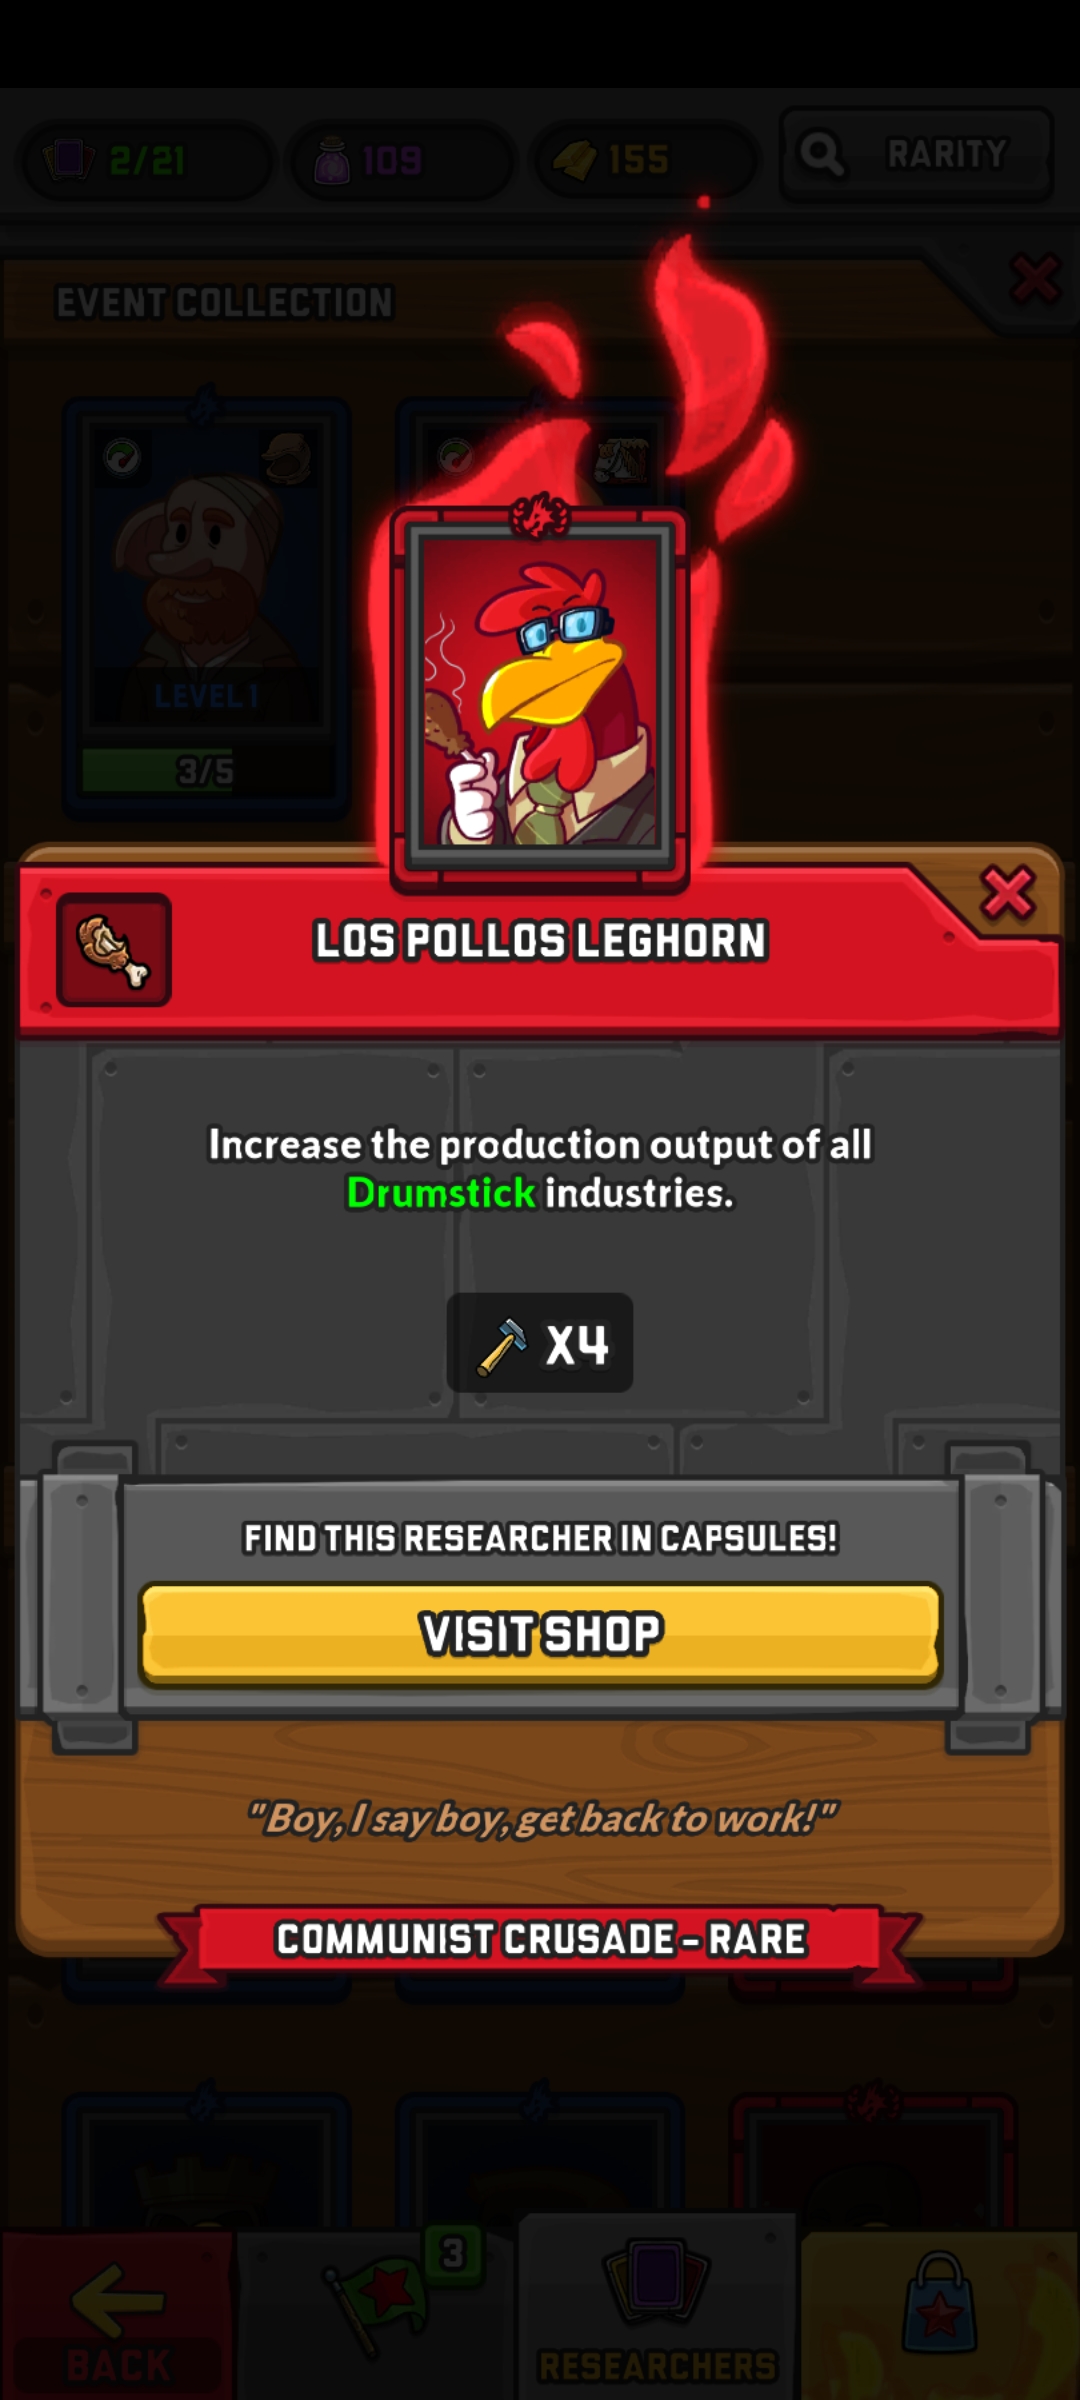 2/21
109
155
RARITY
EVENT COLLECTION
LEVEL 1
3/5
LOS POLLOS LEGHORN
Increase the production output of all
Drumstick industries.
X4
FIND THIS RESEARCHER IN CAPSULES!
VISIT SHOP
"Boy, I say boy, get back to work!"
COMMUNIST CRUSADE - RARE
3
BACK
RESEARCHERS